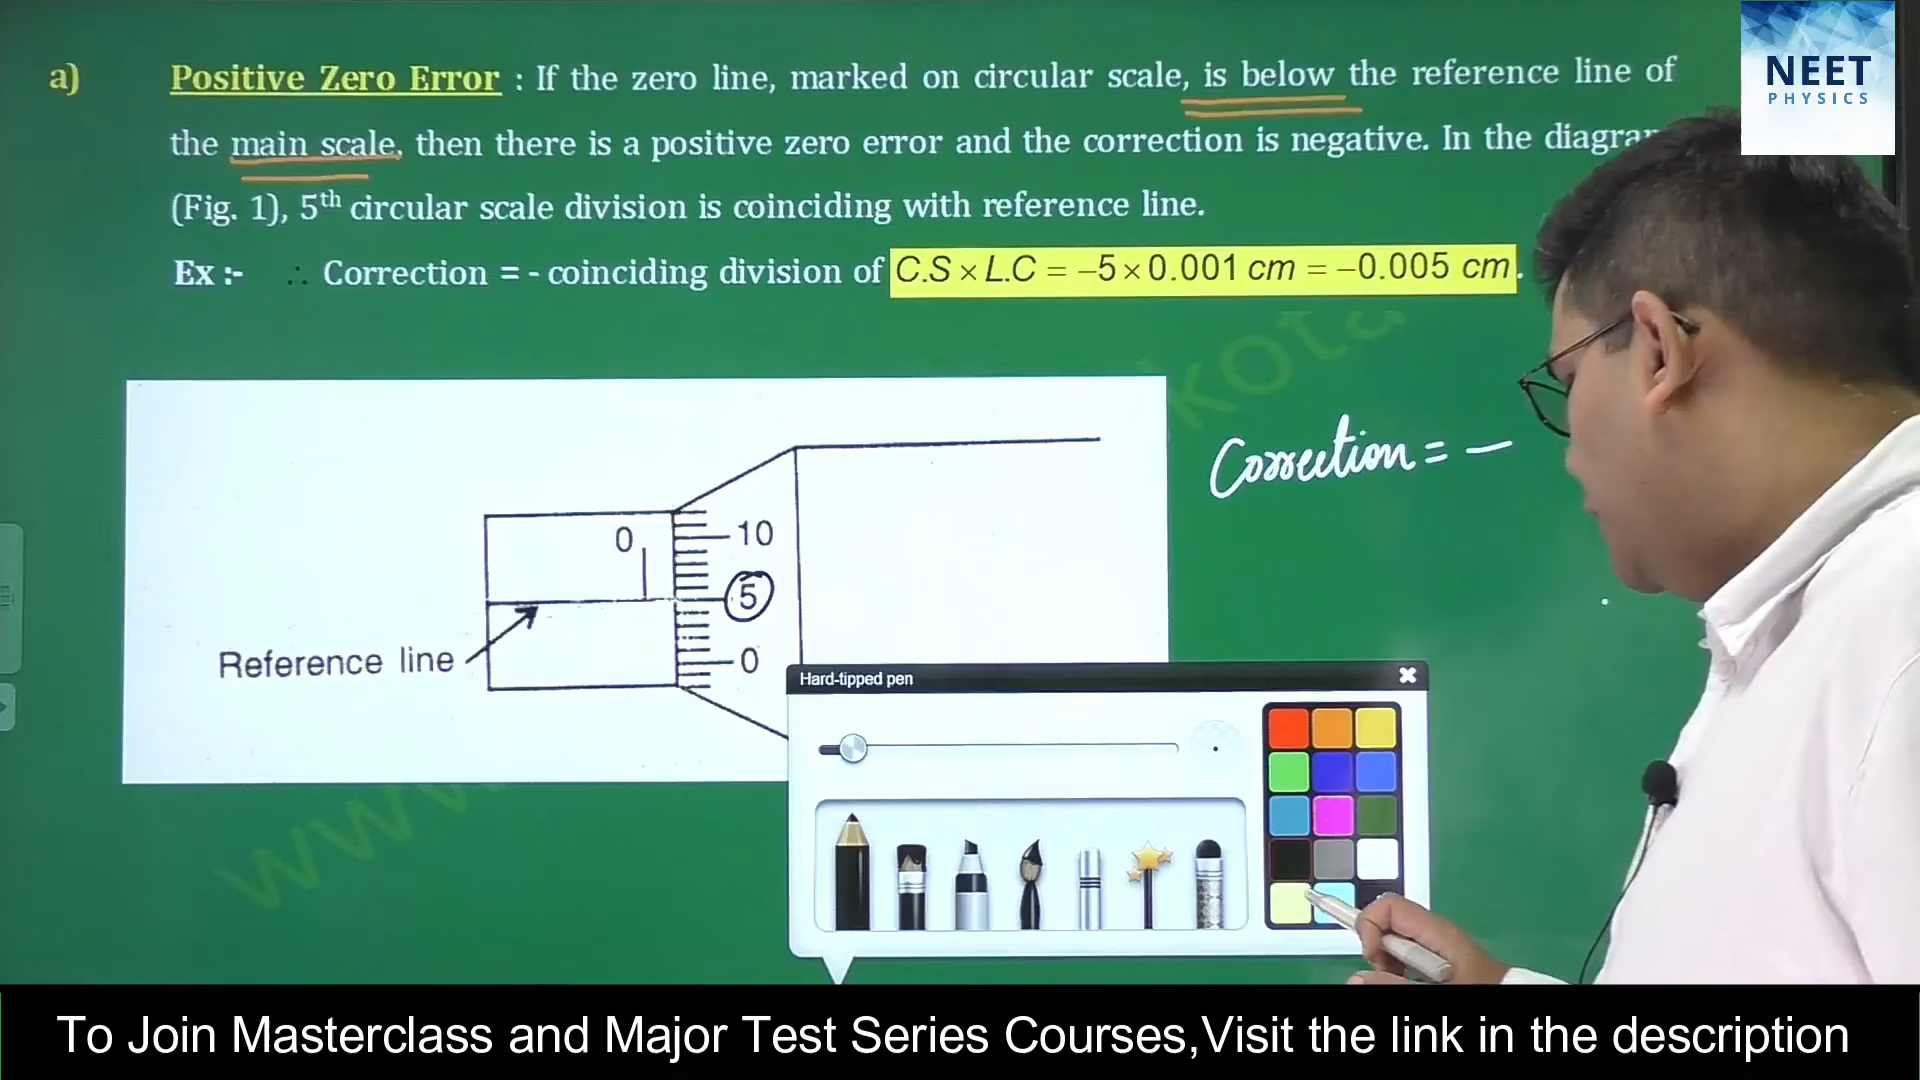 NEET
PHYSICS
a) Positive Zero Error : If the zero line, marked on circular scale, is below the reference line of
the main scale, then there is a positive zero error and the correction is negative. In the
(Fig. 1), 5th circular scale division is coinciding with reference line.
Ex :- ∴ Correction = - coinciding division of C.S × L.C = −5 × 0.001 cm = −0.005 cm.
Correction = −
0
10
5
Reference line
0
Hard-tipped pen
To Join Masterclass and Major Test Series Courses,Visit the link in the description